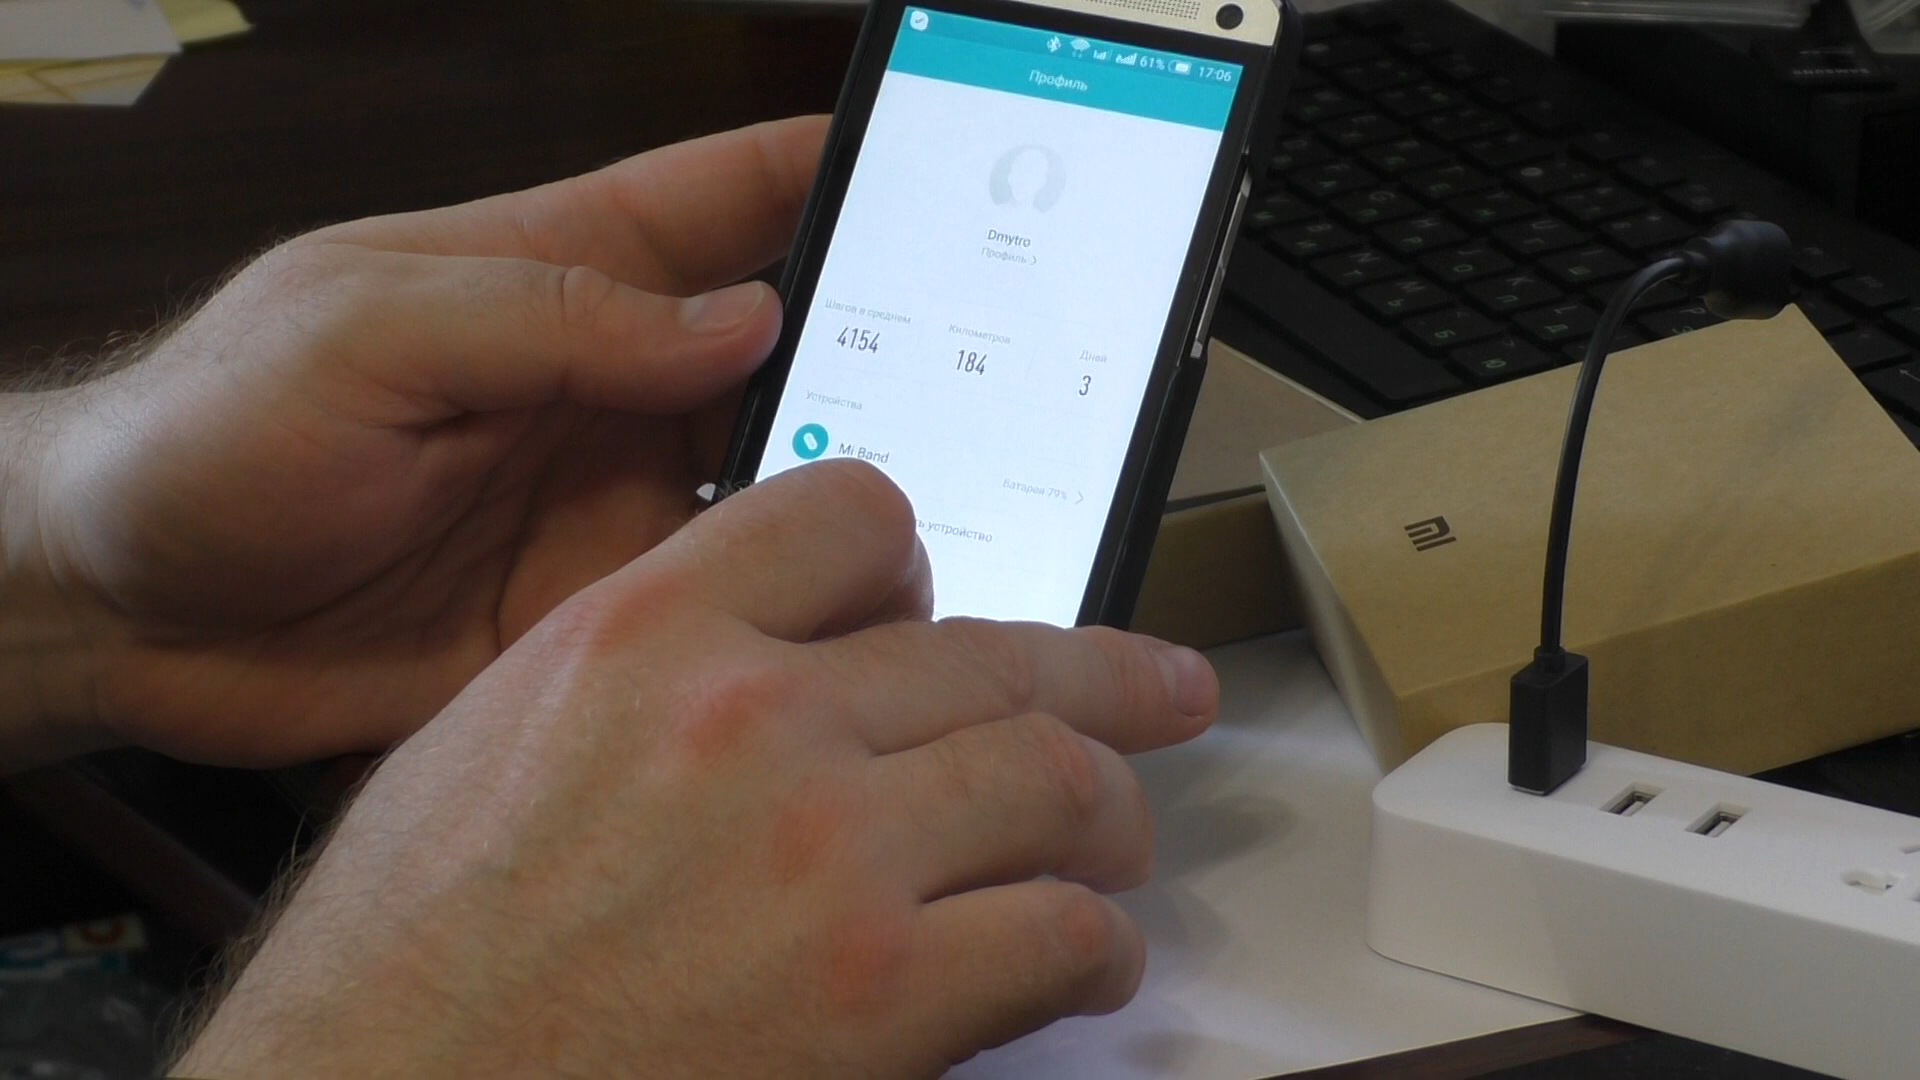 61% 17:06
Профиль
Dmytro
Профиль
Шагов в среднем
Километров
Дней
4154
184
3
Устройства
Mi Band
Батарея 79%
устройство
MI
SAMSUNG